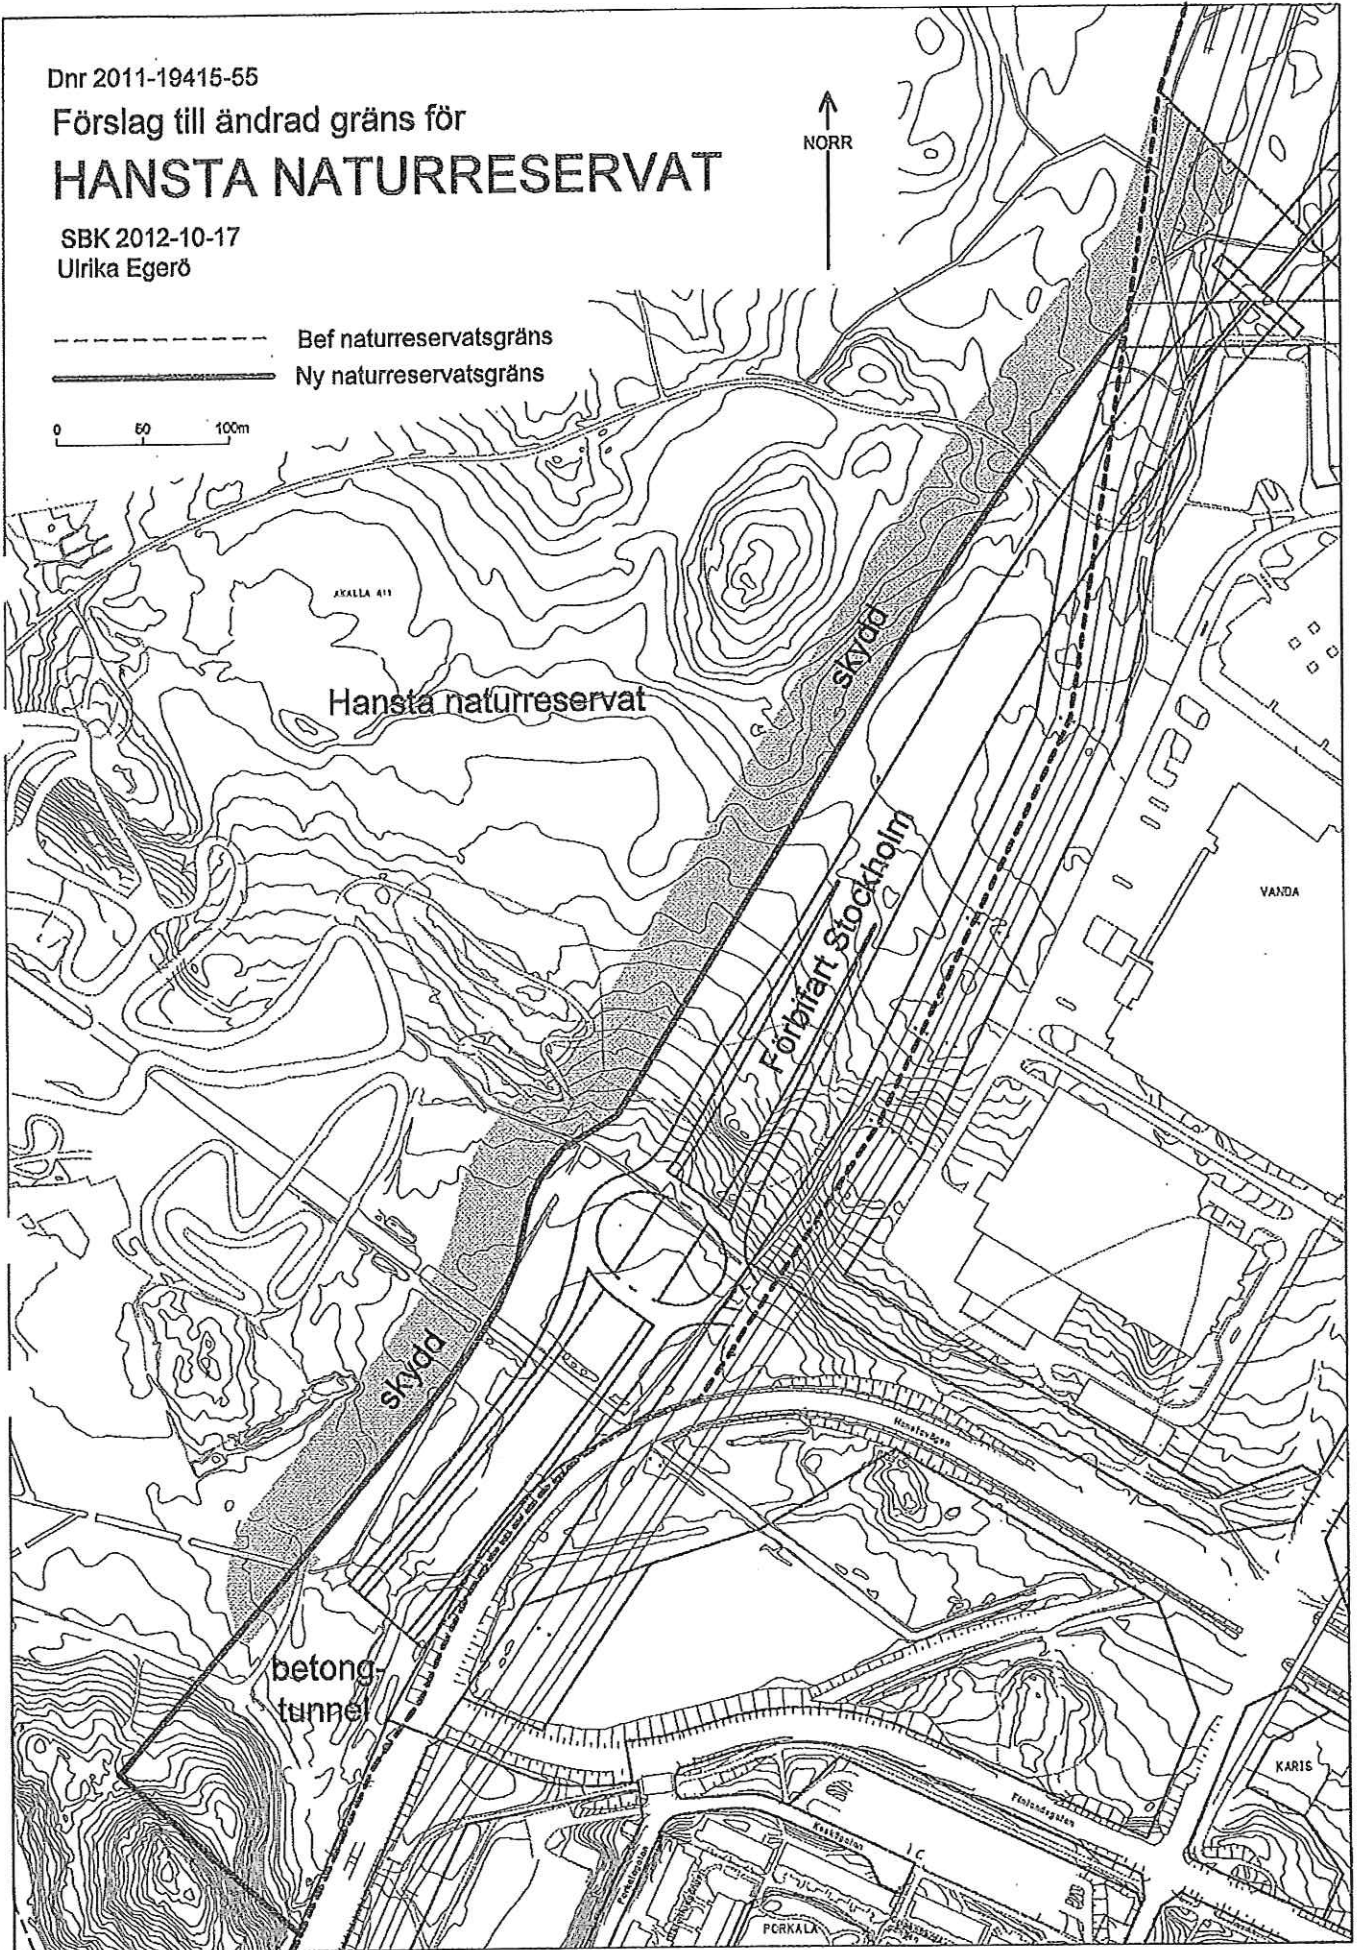 Dnr 2011-19415-55
Förslag till ändrad gräns för
HANSTA NATURRESERVAT
SBK 2012-10-17
Ulrika Egerö
NORR
Bef naturreservatsgräns
Ny naturreservatsgräns
0 50 100m
AKALLA 4:1
Hansta naturreservat
skydd
Förbifart Stockholm
VANDA
skydd
Hanstavägen
betong-
tunnel
KARIS
Finlandsgatan
Porkalagatan
PORKALA